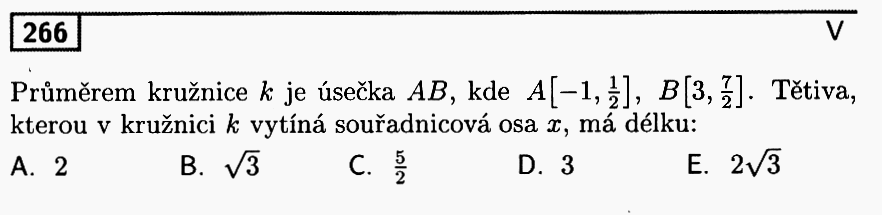 266 V
Průměrem kružnice k je úsečka AB, kde A[−1, 1/2], B[3, 7/2]. Tětiva,
kterou v kružnici k vytíná souřadnicová osa x, má délku:
A. 2 B. √3 C. 5/2 D. 3 E. 2√3